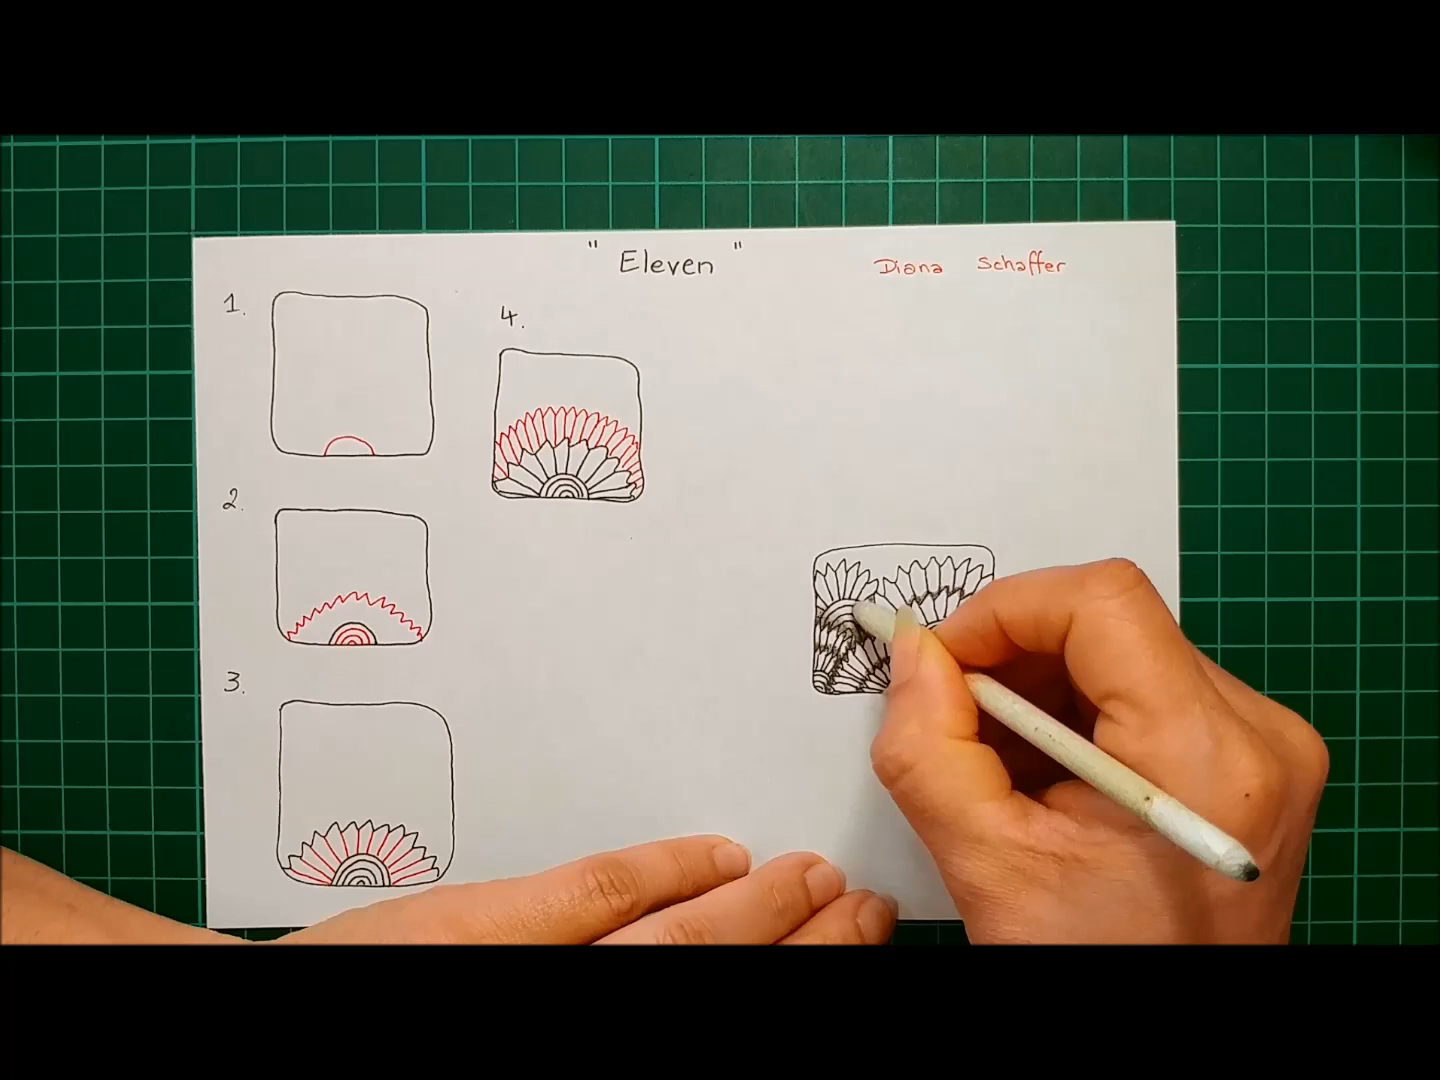 " Eleven "
Diana Schaffer
1.
4.
2.
3.